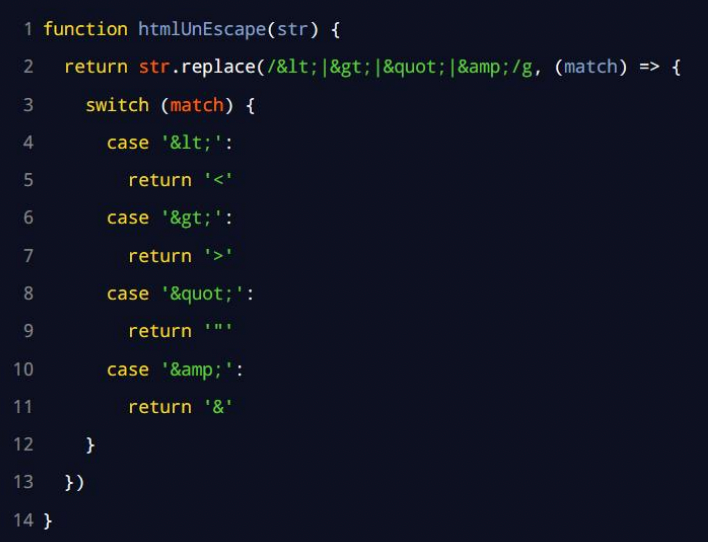 1 function htmlUnEscape(str) {
2 return str.replace(/&lt;|&gt;|&quot;|&amp;/g, (match) => {
3 switch (match) {
4 case '&lt;':
5 return '<'
6 case '&gt;':
7 return '>'
8 case '&quot;':
9 return '"'
10 case '&amp;':
11 return '&'
12 }
13 })
14 }